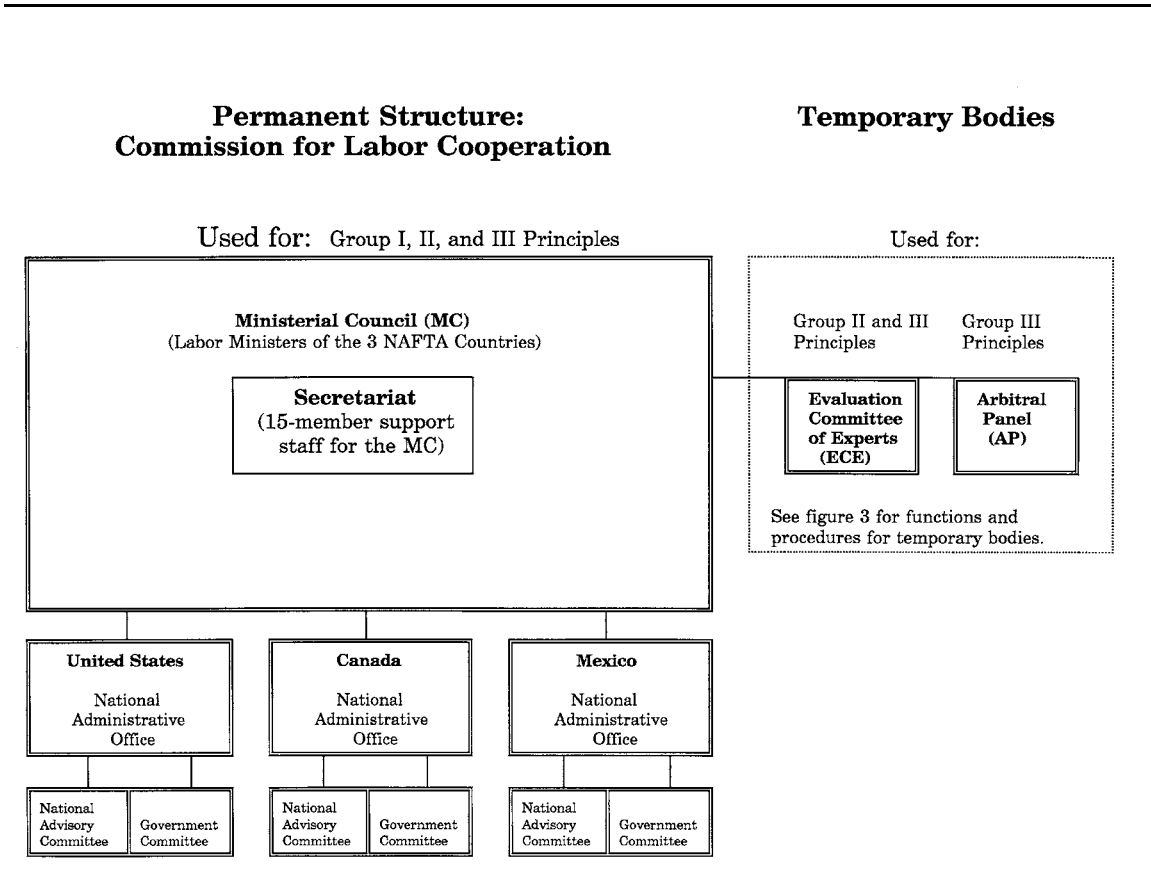 Permanent Structure:
Commission for Labor Cooperation
Used for: Group I, II, and III Principles
Ministerial Council (MC)
(Labor Ministers of the 3 NAFTA Countries)
Secretariat
(15-member support
staff for the MC)
Temporary Bodies
Used for:
Group II and III
Principles
Group III
Principles
Evaluation
Committee
of Experts
(ECE)
Arbitral
Panel
(AP)
See figure 3 for functions and
procedures for temporary bodies.
United States
National
Administrative
Office
National
Advisory
Committee
Government
Committee
Canada
National
Administrative
Office
National
Advisory
Committee
Government
Committee
Mexico
National
Administrative
Office
National
Advisory
Committee
Government
Committee